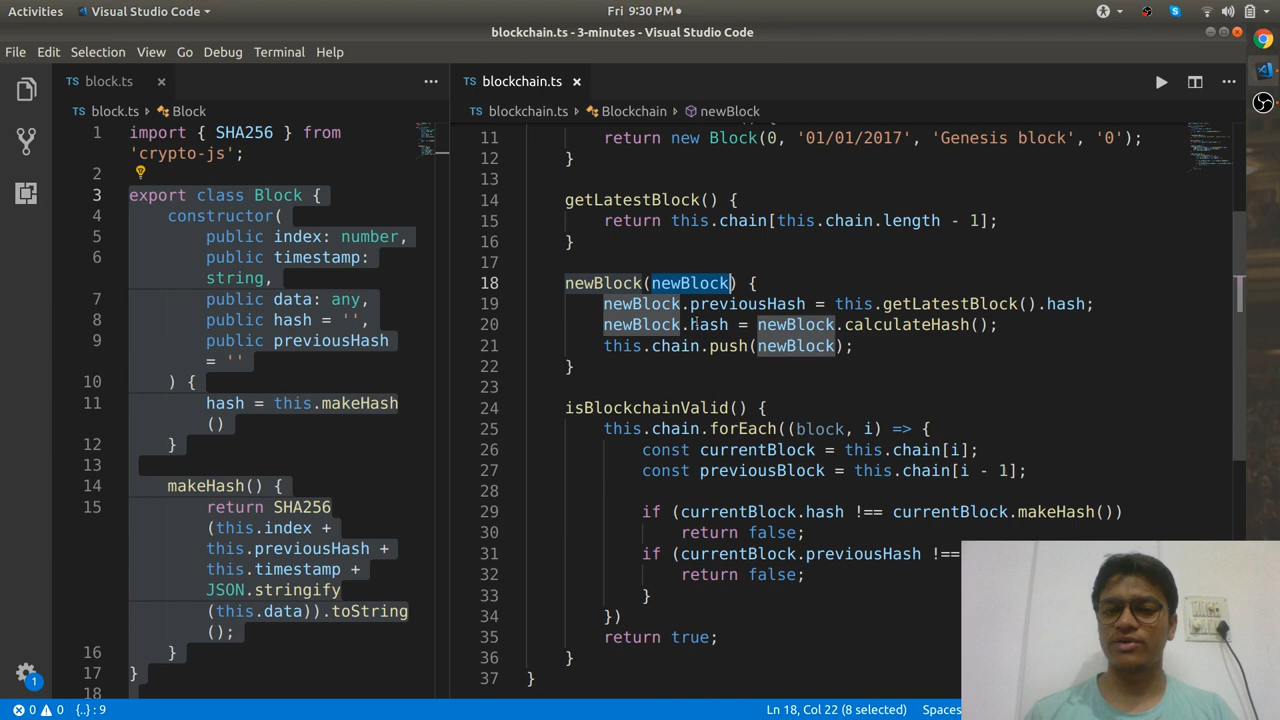 Activities Visual Studio Code Fri 9:30 PM
blockchain.ts - 3-minutes - Visual Studio Code
File Edit Selection View Go Debug Terminal Help
TS block.ts × ··· TS blockchain.ts × ···
TS block.ts › Block
1 import { SHA256 } from
'crypto-js';
2
3 export class Block {
4 constructor(
5 public index: number,
6 public timestamp:
string,
7 public data: any,
8 public hash = '',
9 public previousHash
= ''
10 ) {
11 hash = this.makeHash
()
12 }
13
14 makeHash() {
15 return SHA256
(this.index +
this.previousHash +
this.timestamp +
JSON.stringify
(this.data)).toString
();
16 }
17 }
18
TS blockchain.ts › Blockchain › newBlock
11 return new Block(0, '01/01/2017', 'Genesis block', '0');
12 }
13
14 getLatestBlock() {
15 return this.chain[this.chain.length - 1];
16 }
17
18 newBlock(newBlock) {
19 newBlock.previousHash = this.getLatestBlock().hash;
20 newBlock.hash = newBlock.calculateHash();
21 this.chain.push(newBlock);
22 }
23
24 isBlockchainValid() {
25 this.chain.forEach((block, i) => {
26 const currentBlock = this.chain[i];
27 const previousBlock = this.chain[i - 1];
28
29 if (currentBlock.hash !== currentBlock.makeHash())
30 return false;
31 if (currentBlock.previousHash !==
32 return false;
33 }
34 })
35 return true;
36 }
37 }
1
0 0 {..}: 9 Ln 18, Col 22 (8 selected) Spaces